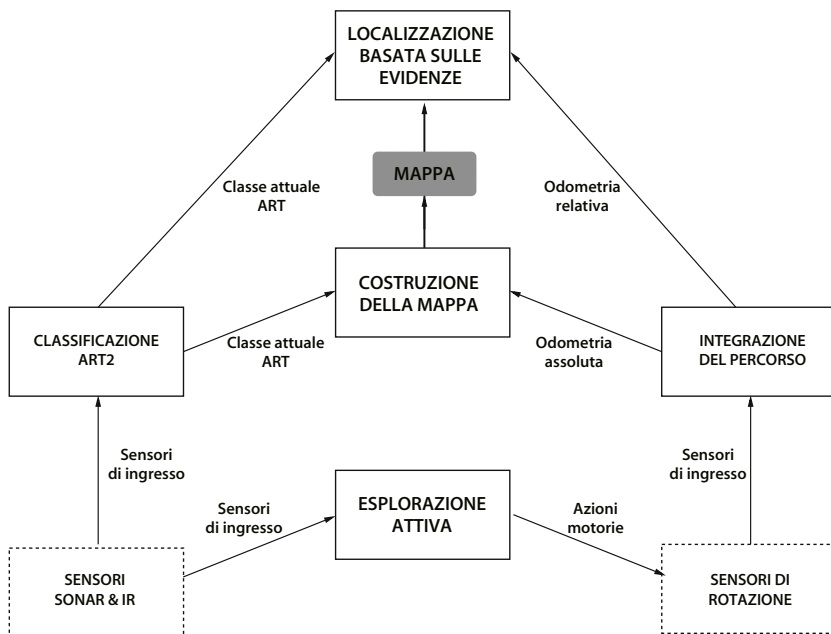 LOCALIZZAZIONE
BASATA SULLE
EVIDENZE
MAPPA
Classe attuale
ART
Odometria
relativa
COSTRUZIONE
DELLA MAPPA
CLASSIFICAZIONE
ART2
Classe attuale
ART
Odometria
assoluta
INTEGRAZIONE
DEL PERCORSO
Sensori
di ingresso
Sensori
di ingresso
ESPLORAZIONE
ATTIVA
Azioni
motorie
Sensori
di ingresso
SENSORI
SONAR & IR
SENSORI DI
ROTAZIONE